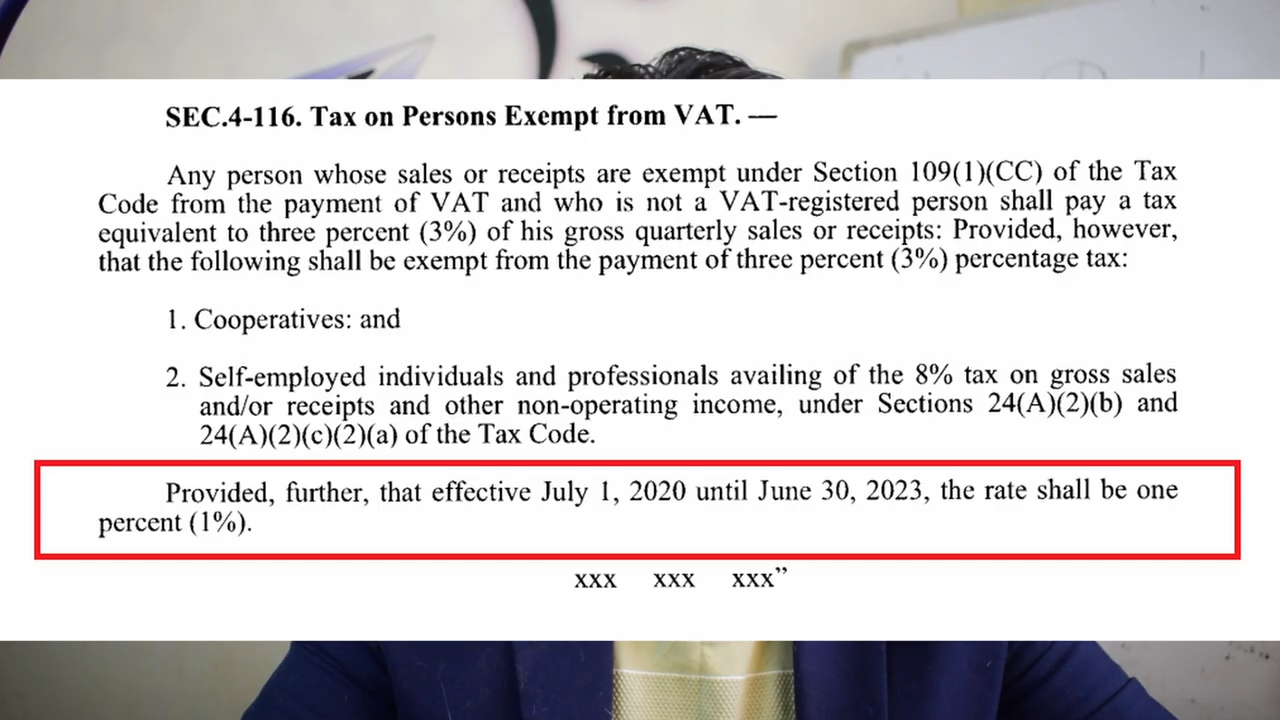 SEC.4-116. Tax on Persons Exempt from VAT. —
Any person whose sales or receipts are exempt under Section 109(1)(CC) of the Tax
Code from the payment of VAT and who is not a VAT-registered person shall pay a tax
equivalent to three percent (3%) of his gross quarterly sales or receipts: Provided, however,
that the following shall be exempt from the payment of three percent (3%) percentage tax:
1. Cooperatives: and
2. Self-employed individuals and professionals availing of the 8% tax on gross sales
and/or receipts and other non-operating income, under Sections 24(A)(2)(b) and
24(A)(2)(c)(2)(a) of the Tax Code.
Provided, further, that effective July 1, 2020 until June 30, 2023, the rate shall be one
percent (1%).
xxx xxx xxx”